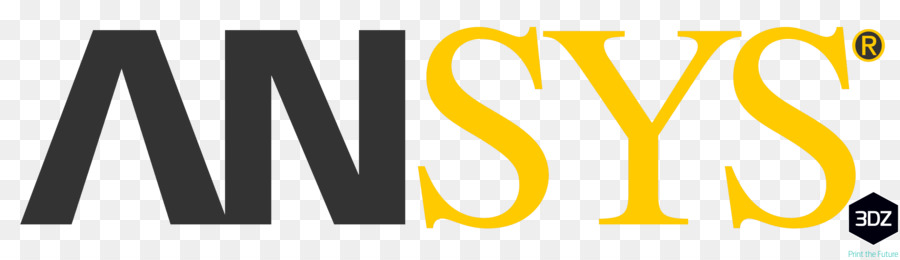 ANSYS®
3DZ
Print the Future